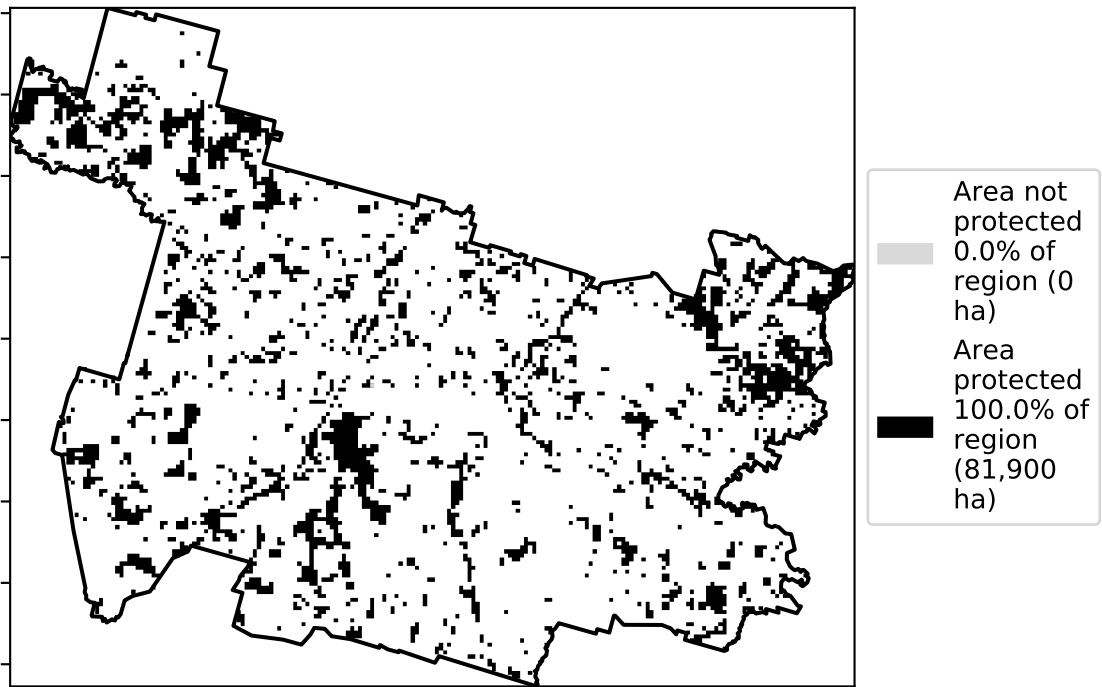 Area not
protected
0.0% of
region (0
ha)
Area
protected
100.0% of
region
(81,900
ha)